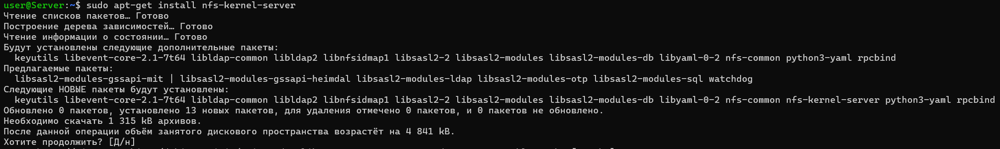 user@Server:~$ sudo apt-get install nfs-kernel-server
Чтение списков пакетов… Готово
Построение дерева зависимостей… Готово
Чтение информации о состоянии… Готово
Будут установлены следующие дополнительные пакеты:
  keyutils libevent-core-2.1-7t64 libldap-common libldap2 libnfsidmap1 libsasl2-2 libsasl2-modules libsasl2-modules-db libyaml-0-2 nfs-common python3-yaml rpcbind
Предлагаемые пакеты:
  libsasl2-modules-gssapi-mit | libsasl2-modules-gssapi-heimdal libsasl2-modules-ldap libsasl2-modules-otp libsasl2-modules-sql watchdog
Следующие НОВЫЕ пакеты будут установлены:
  keyutils libevent-core-2.1-7t64 libldap-common libldap2 libnfsidmap1 libsasl2-2 libsasl2-modules libsasl2-modules-db libyaml-0-2 nfs-common nfs-kernel-server python3-yaml rpcbind
Обновлено 0 пакетов, установлено 13 новых пакетов, для удаления отмечено 0 пакетов, и 0 пакетов не обновлено.
Необходимо скачать 1 315 kB архивов.
После данной операции объём занятого дискового пространства возрастёт на 4 841 kB.
Хотите продолжить? [Д/н]